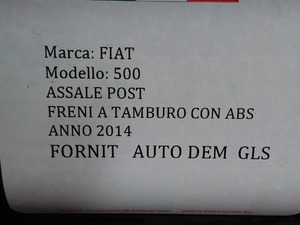 Marca: FIAT
Modello: 500
ASSALE POST
FRENI A TAMBURO CON ABS
ANNO 2014
FORNIT AUTO DEM GLS